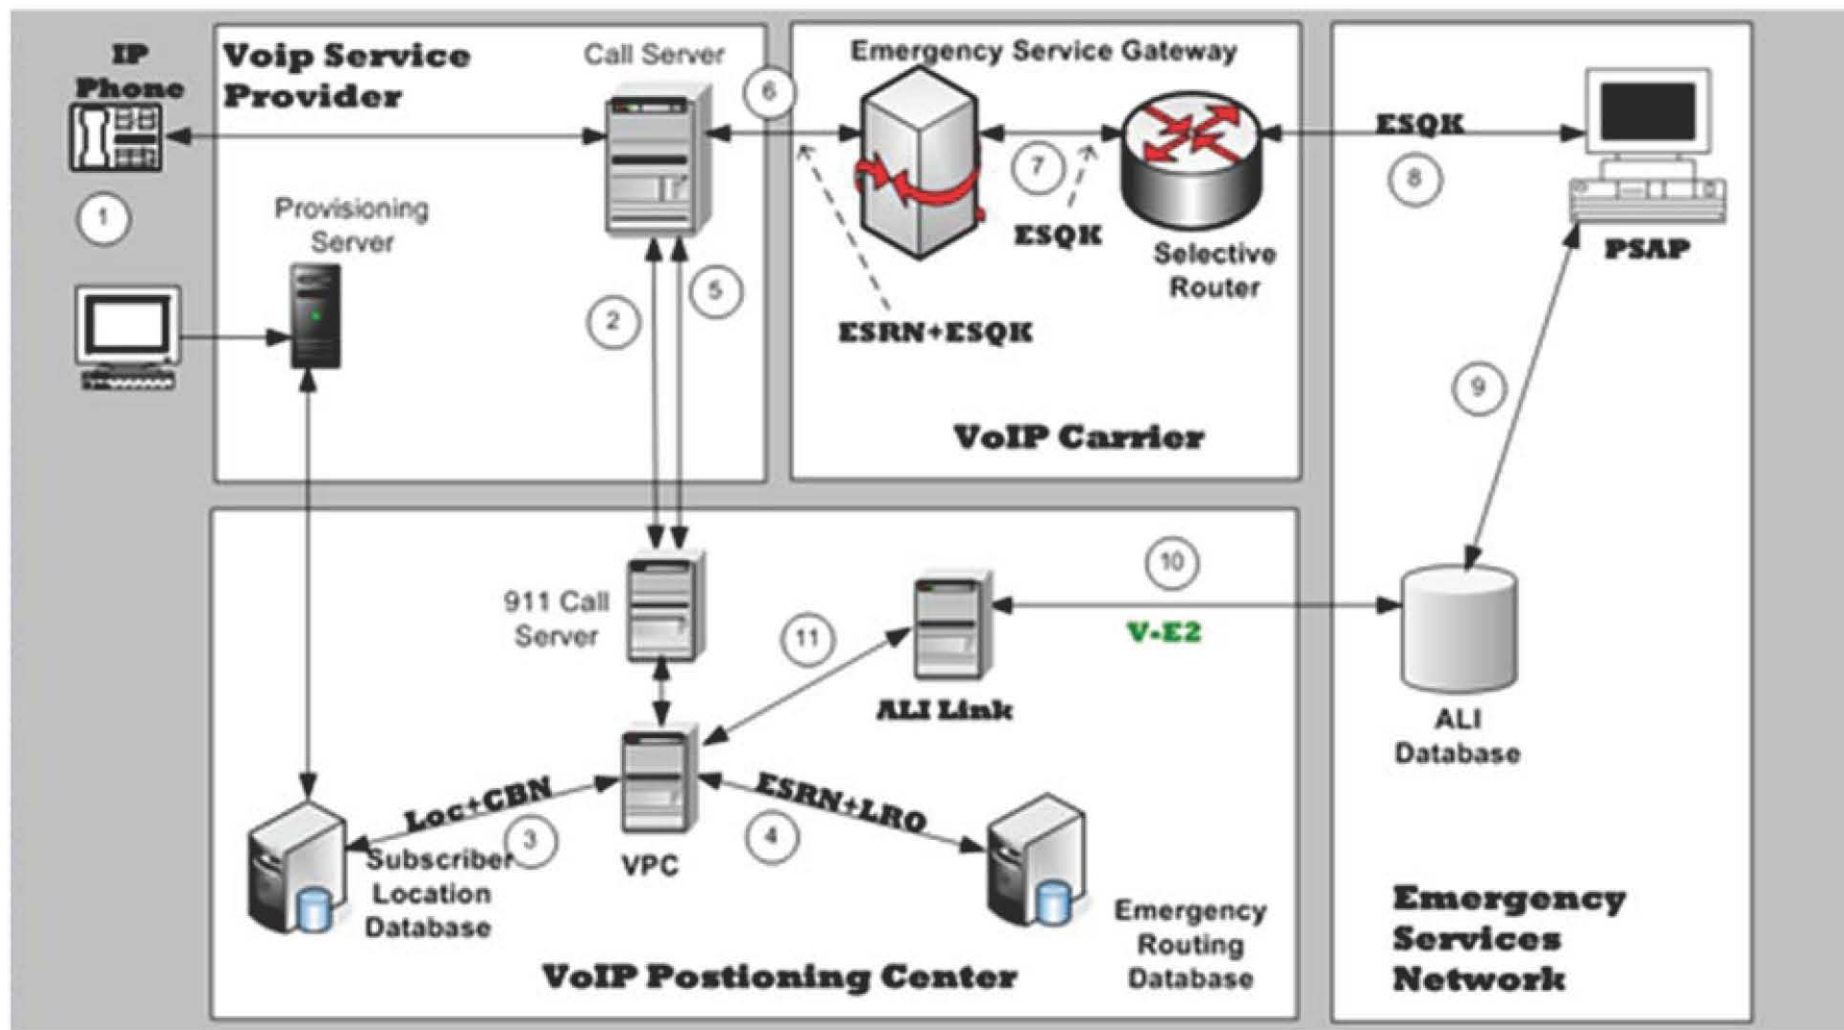 IP
Phone
1
Voip Service
Provider
Call Server
Provisioning
Server
2
5
6
Emergency Service Gateway
7
ESQK
Selective
Router
ESRN+ESQK
VoIP Carrier
ESQK
8
PSAP
9
911 Call
Server
11
10
V-E2
ALI Link
ALI
Database
Loc+CBN
3
ESRN+LRO
4
VPC
Subscriber
Location
Database
Emergency
Routing
Database
VoIP Postioning Center
Emergency
Services
Network